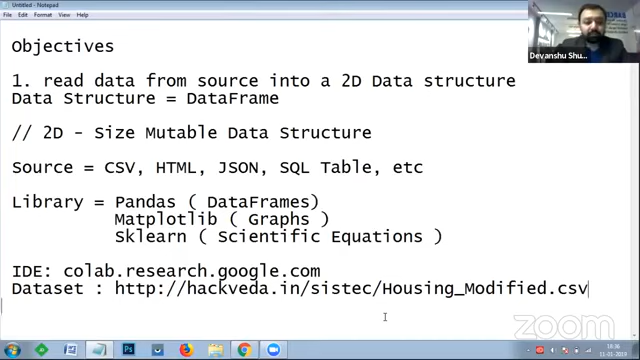 Untitled - Notepad
File Edit Format View Help
Objectives
1. read data from source into a 2D Data structure
Data Structure = DataFrame
// 2D - Size Mutable Data Structure
Source = CSV, HTML, JSON, SQL Table, etc
Library = Pandas ( DataFrames)
Matplotlib ( Graphs )
Sklearn ( Scientific Equations )
IDE: colab.research.google.com
Dataset : http://hackveda.in/sistec/Housing_Modified.csv
Devanshu Shu...
zoom
18:36
11-01-2019